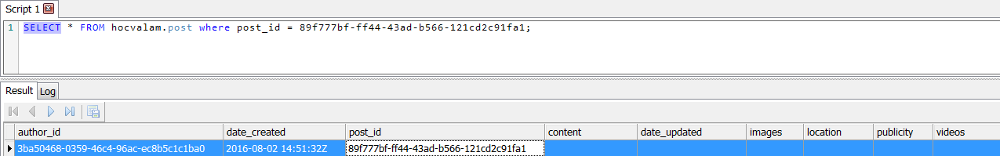 Script 1
1 SELECT * FROM hocvalam.post where post_id = 89f777bf-ff44-43ad-b566-121cd2c91fa1;
Result Log
author_id date_created post_id content date_updated images location publicity videos
3ba50468-0359-46c4-96ac-ec8b5c1c1ba0 2016-08-02 14:51:32Z 89f777bf-ff44-43ad-b566-121cd2c91fa1